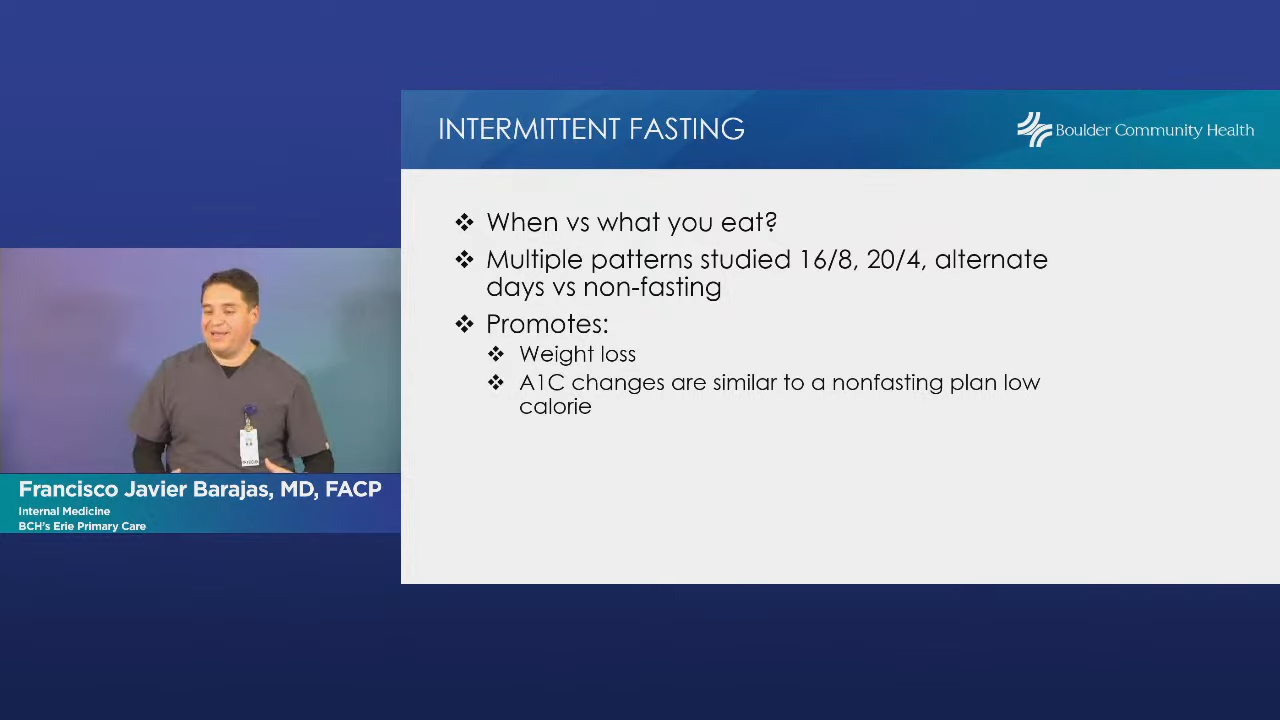 INTERMITTENT FASTING
Boulder Community Health
❖ When vs what you eat?
❖ Multiple patterns studied 16/8, 20/4, alternate
days vs non-fasting
❖ Promotes:
❖ Weight loss
❖ A1C changes are similar to a nonfasting plan low
calorie
Francisco Javier Barajas, MD, FACP
Internal Medicine
BCH's Erie Primary Care